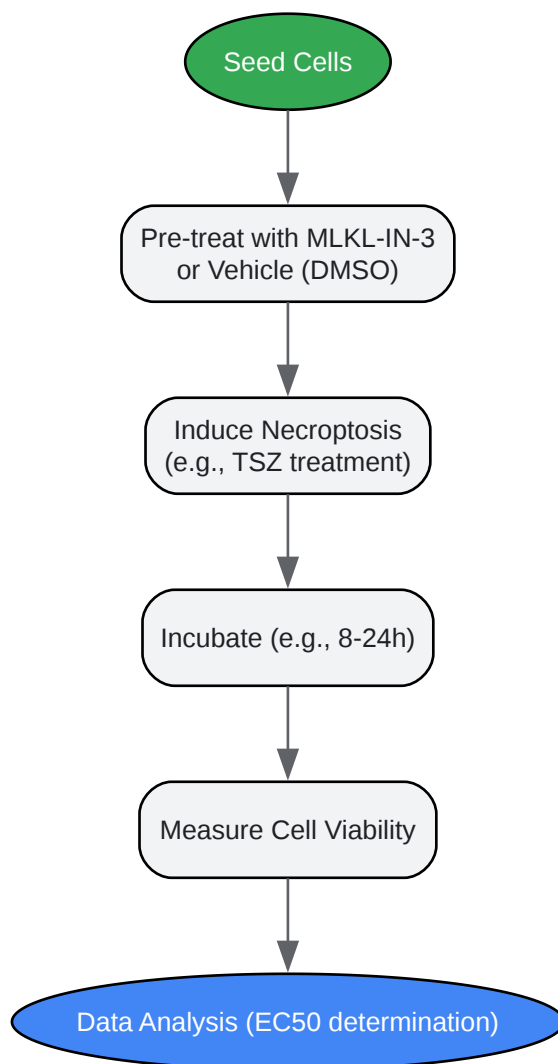 Seed Cells
Pre-treat with MLKL-IN-3
or Vehicle (DMSO)
Induce Necroptosis
(e.g., TSZ treatment)
Incubate (e.g., 8-24h)
Measure Cell Viability
Data Analysis (EC50 determination)